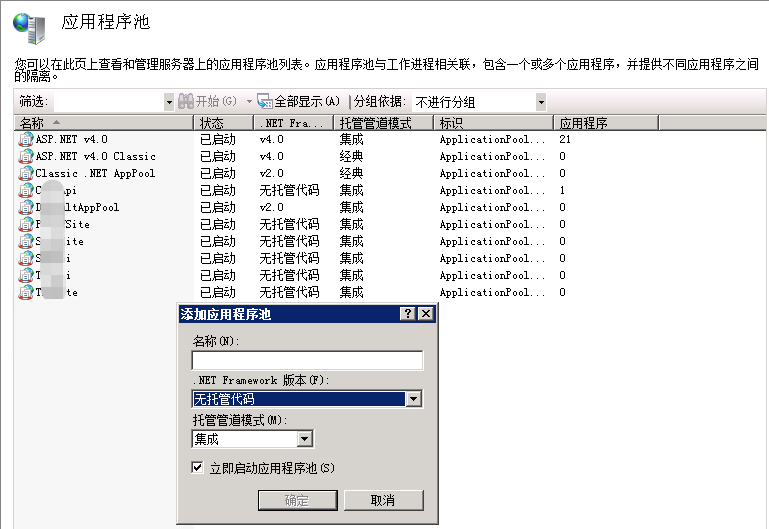 应用程序池
您可以在此页上查看和管理服务器上的应用程序池列表。应用程序池与工作进程相关联，包含一个或多个应用程序，并提供不同应用程序之间
的隔离。
筛选: 开始(G) 全部显示(A) 分组依据: 不进行分组
名称 状态 .NET Fra... 托管管道模式 标识 应用程序
ASP.NET v4.0 已启动 v4.0 集成 ApplicationPool... 21
ASP.NET v4.0 Classic 已启动 v4.0 经典 ApplicationPool... 0
Classic .NET AppPool 已启动 v2.0 经典 ApplicationPool... 0
已启动 无托管代码 集成 ApplicationPool... 1
已启动 v2.0 集成 ApplicationPool... 0
已启动 无托管代码 集成 ApplicationPool... 0
已启动 无托管代码 集成 ApplicationPool... 0
已启动 无托管代码 集成 ApplicationPool... 0
已启动 无托管代码 集成 ApplicationPool... 0
已启动 无托管代码 集成 ApplicationPool... 0
添加应用程序池
名称(N):
.NET Framework 版本(F):
无托管代码
托管管道模式(M):
集成
立即启动应用程序池(S)
确定 取消